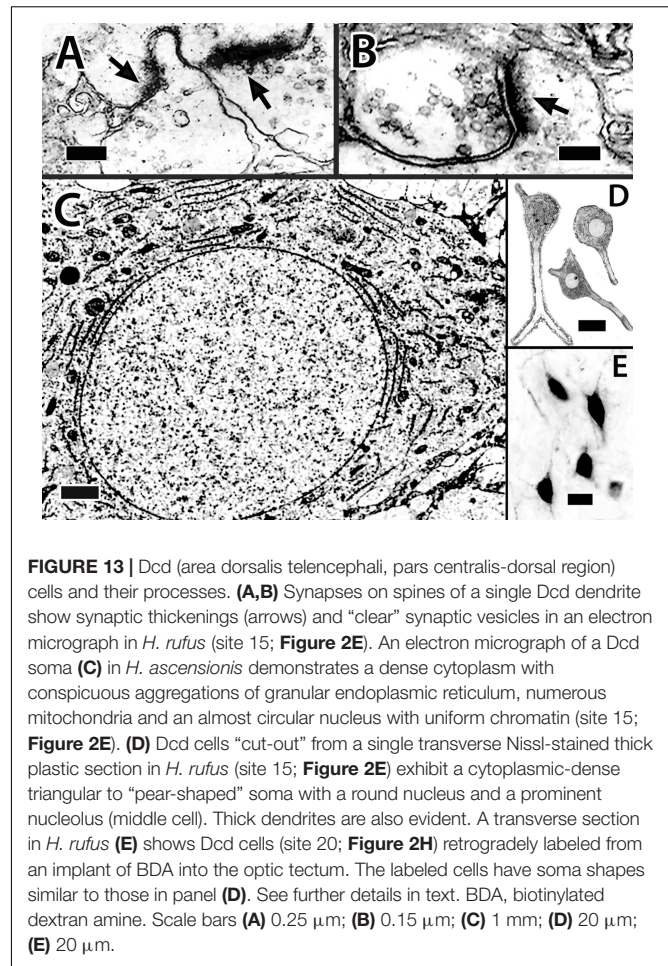 A
B
C
D
E
FIGURE 13 | Dcd (area dorsalis telencephali, pars centralis-dorsal region)
cells and their processes. (A,B) Synapses on spines of a single Dcd dendrite
show synaptic thickenings (arrows) and “clear” synaptic vesicles in an electron
micrograph in H. rufus (site 15; Figure 2E). An electron micrograph of a Dcd
soma (C) in H. ascensionis demonstrates a dense cytoplasm with
conspicuous aggregations of granular endoplasmic reticulum, numerous
mitochondria and an almost circular nucleus with uniform chromatin (site 15;
Figure 2E). (D) Dcd cells “cut-out” from a single transverse Nissl-stained thick
plastic section in H. rufus (site 15; Figure 2E) exhibit a cytoplasmic-dense
triangular to “pear-shaped” soma with a round nucleus and a prominent
nucleolus (middle cell). Thick dendrites are also evident. A transverse section
in H. rufus (E) shows Dcd cells (site 20; Figure 2H) retrogradely labeled from
an implant of BDA into the optic tectum. The labeled cells have soma shapes
similar to those in panel (D). See further details in text. BDA, biotinylated
dextran amine. Scale bars (A) 0.25 μm; (B) 0.15 μm; (C) 1 mm; (D) 20 μm;
(E) 20 μm.